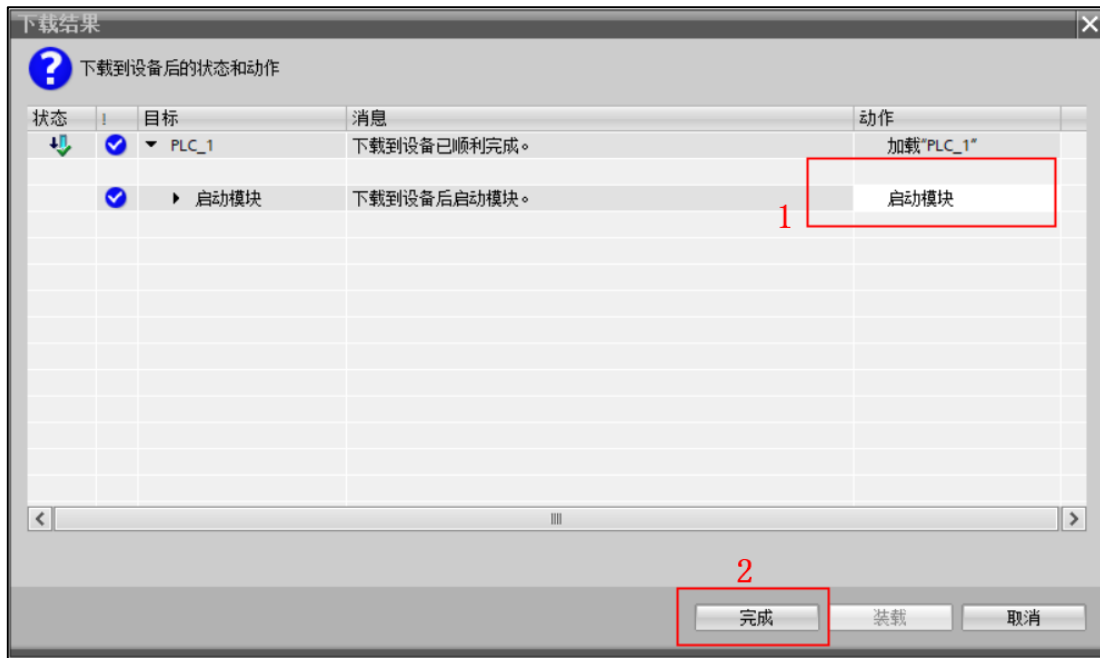 下载结果
下载到设备后的状态和动作
状态 ! 目标 消息 动作
PLC_1 下载到设备已顺利完成。 加载"PLC_1"
启动模块 下载到设备后启动模块。 启动模块
1
2
完成 装载 取消